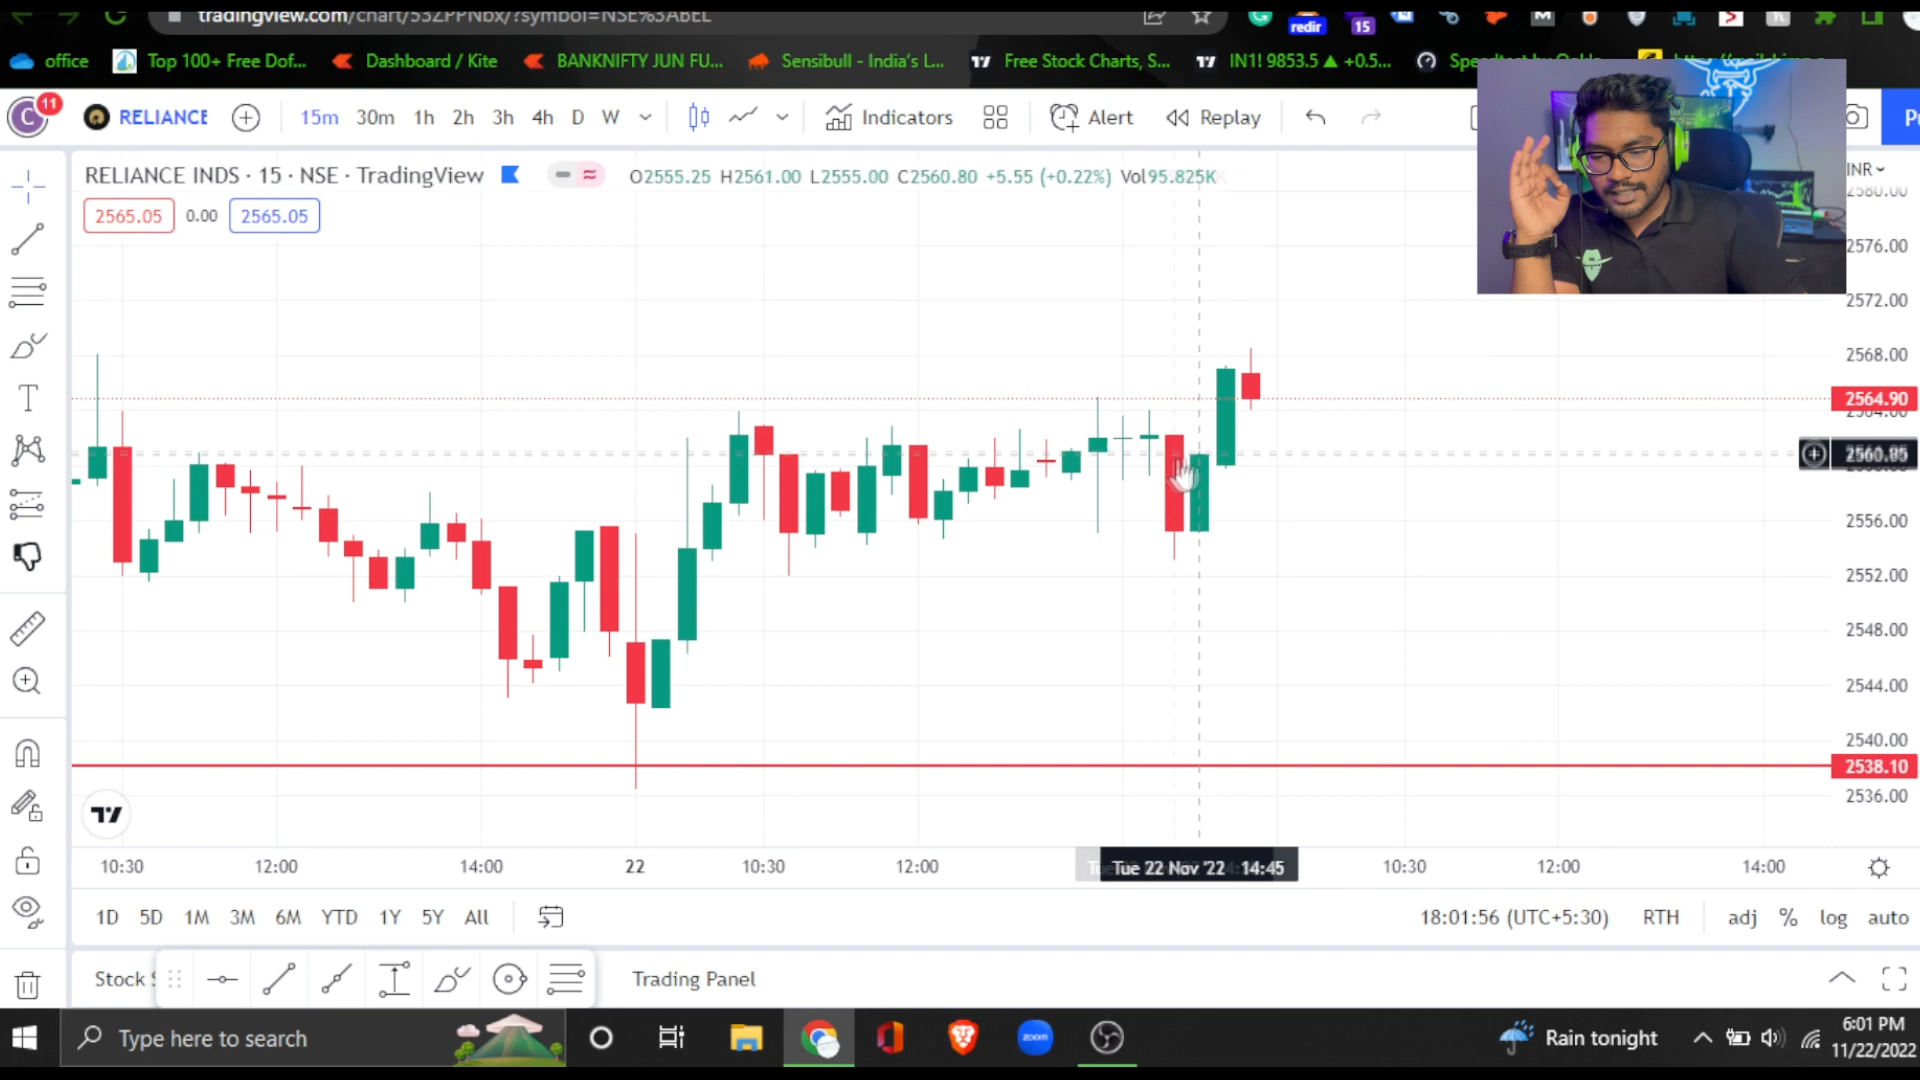 tradingview.com/chart/53ZPPNbx/?symbol=NSE%3ABEL
redir 15
office Top 100+ Free Dof... Dashboard / Kite BANKNIFTY JUN FU... Sensibull - India's L... Free Stock Charts, S... IN1! 9853.5 ▲ +0.5...
C 11 RELIANCE 15m 30m 1h 2h 3h 4h D W Indicators Alert Replay
RELIANCE INDS · 15 · NSE · TradingView O2555.25 H2561.00 L2555.00 C2560.80 +5.55 (+0.22%) Vol95.825K
INR
2565.05 0.00 2565.05
2580.00
2576.00
2572.00
2568.00
2564.90
2564.00
2560.85
2556.00
2552.00
2548.00
2544.00
2540.00
2538.10
2536.00
10:30 12:00 14:00 22 10:30 12:00 Tue 22 Nov '22 14:45 10:30 12:00 14:00
1D 5D 1M 3M 6M YTD 1Y 5Y All 18:01:56 (UTC+5:30) RTH adj % log auto
Stock Trading Panel
Type here to search zoom Rain tonight 6:01 PM
11/22/2022